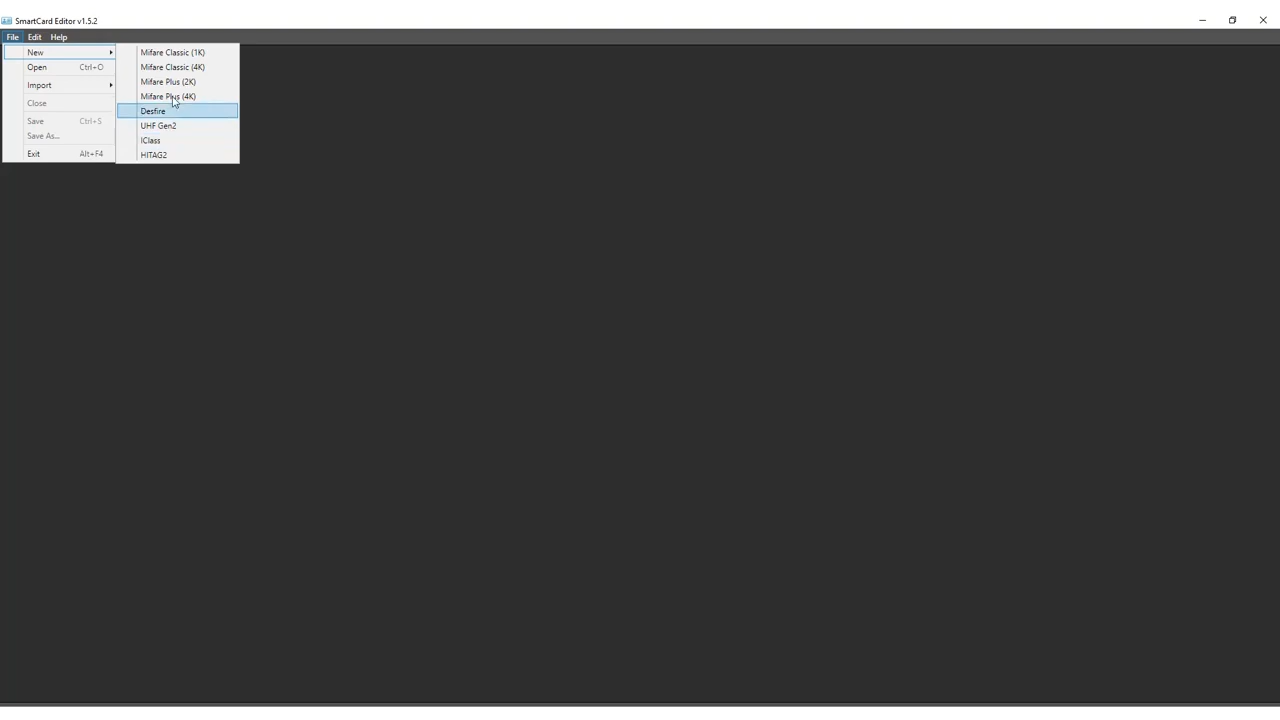 SmartCard Editor v1.5.2
File Edit Help
New
Open Ctrl+O
Import
Close
Save Ctrl+S
Save As...
Exit Alt+F4
Mifare Classic (1K)
Mifare Classic (4K)
Mifare Plus (2K)
Mifare Plus (4K)
Desfire
UHF Gen2
IClass
HITAG2